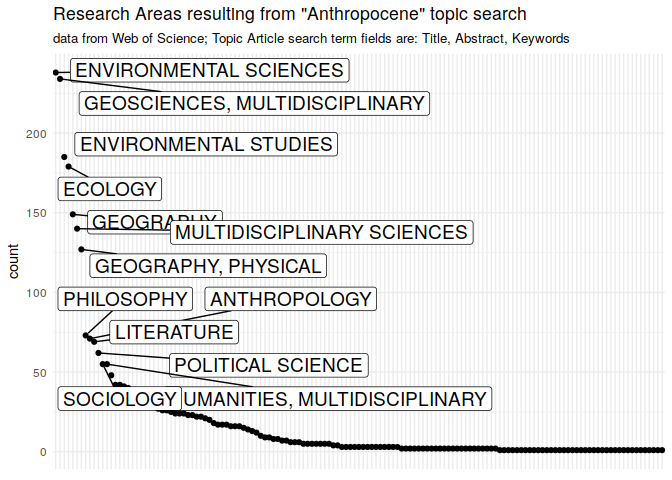 Research Areas resulting from "Anthropocene" topic search
data from Web of Science; Topic Article search term fields are: Title, Abstract, Keywords
ENVIRONMENTAL SCIENCES
GEOSCIENCES, MULTIDISCIPLINARY
200
ENVIRONMENTAL STUDIES
ECOLOGY
150
GEOGRAPHY
MULTIDISCIPLINARY SCIENCES
count
GEOGRAPHY, PHYSICAL
100
PHILOSOPHY
ANTHROPOLOGY
LITERATURE
POLITICAL SCIENCE
50
SOCIOLOGY
UMANITIES, MULTIDISCIPLINARY
0